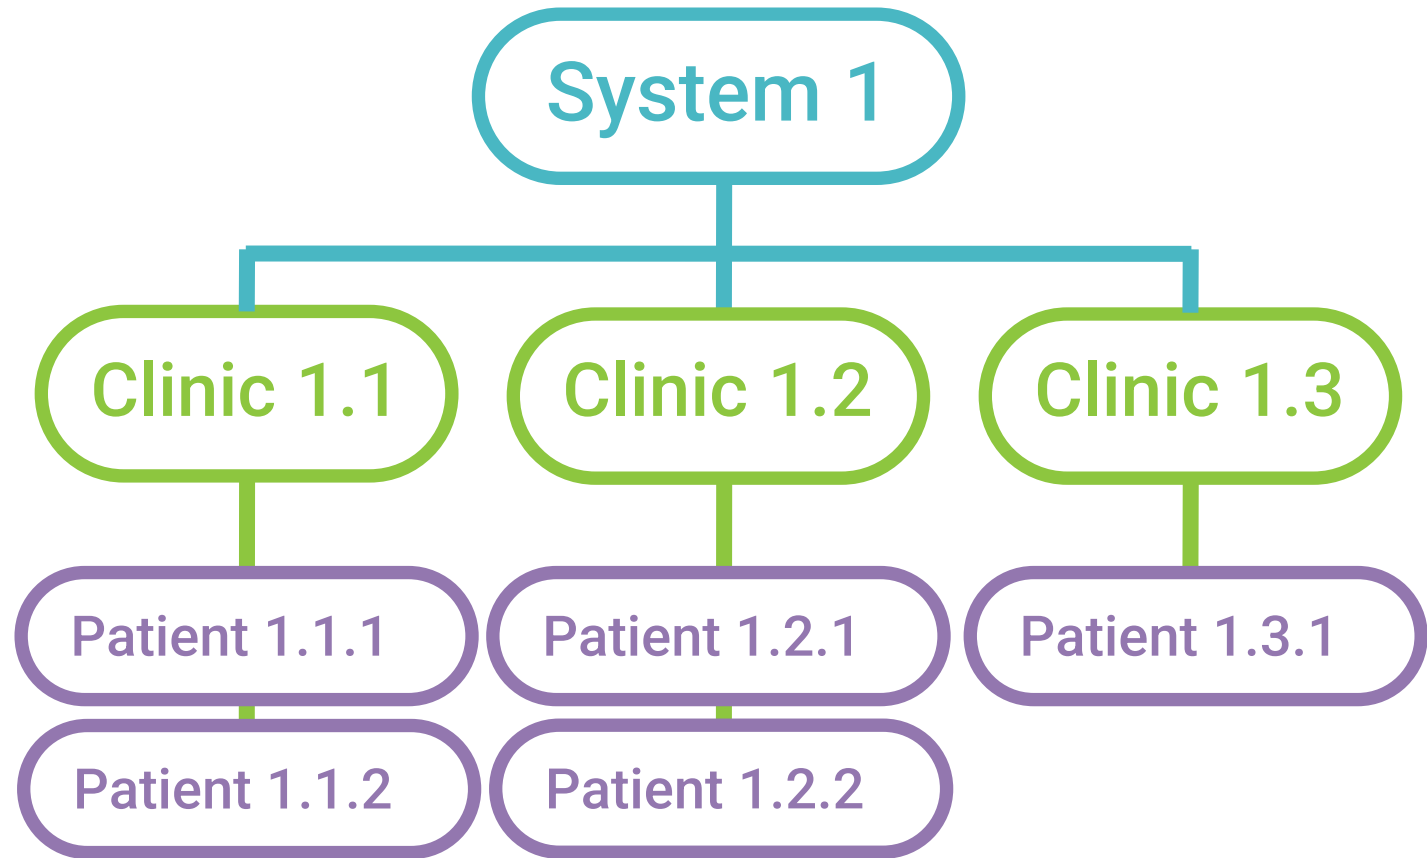 System 1
Clinic 1.1
Clinic 1.2
Clinic 1.3
Patient 1.1.1
Patient 1.2.1
Patient 1.3.1
Patient 1.1.2
Patient 1.2.2